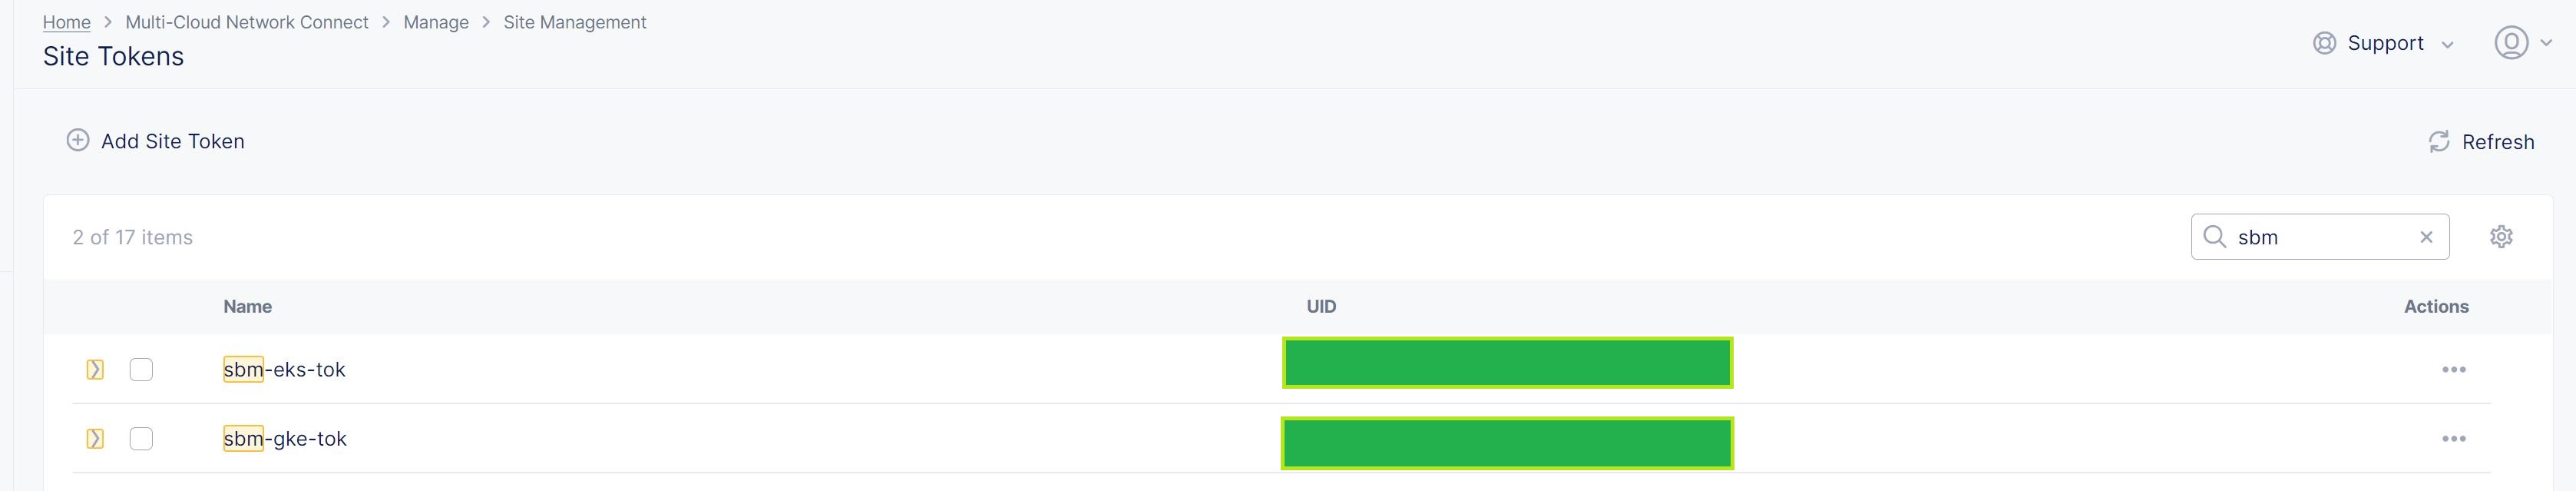 Home > Multi-Cloud Network Connect > Manage > Site Management
Site Tokens
Support
Add Site Token
Refresh
2 of 17 items
sbm
Name UID Actions
sbm-eks-tok
sbm-gke-tok